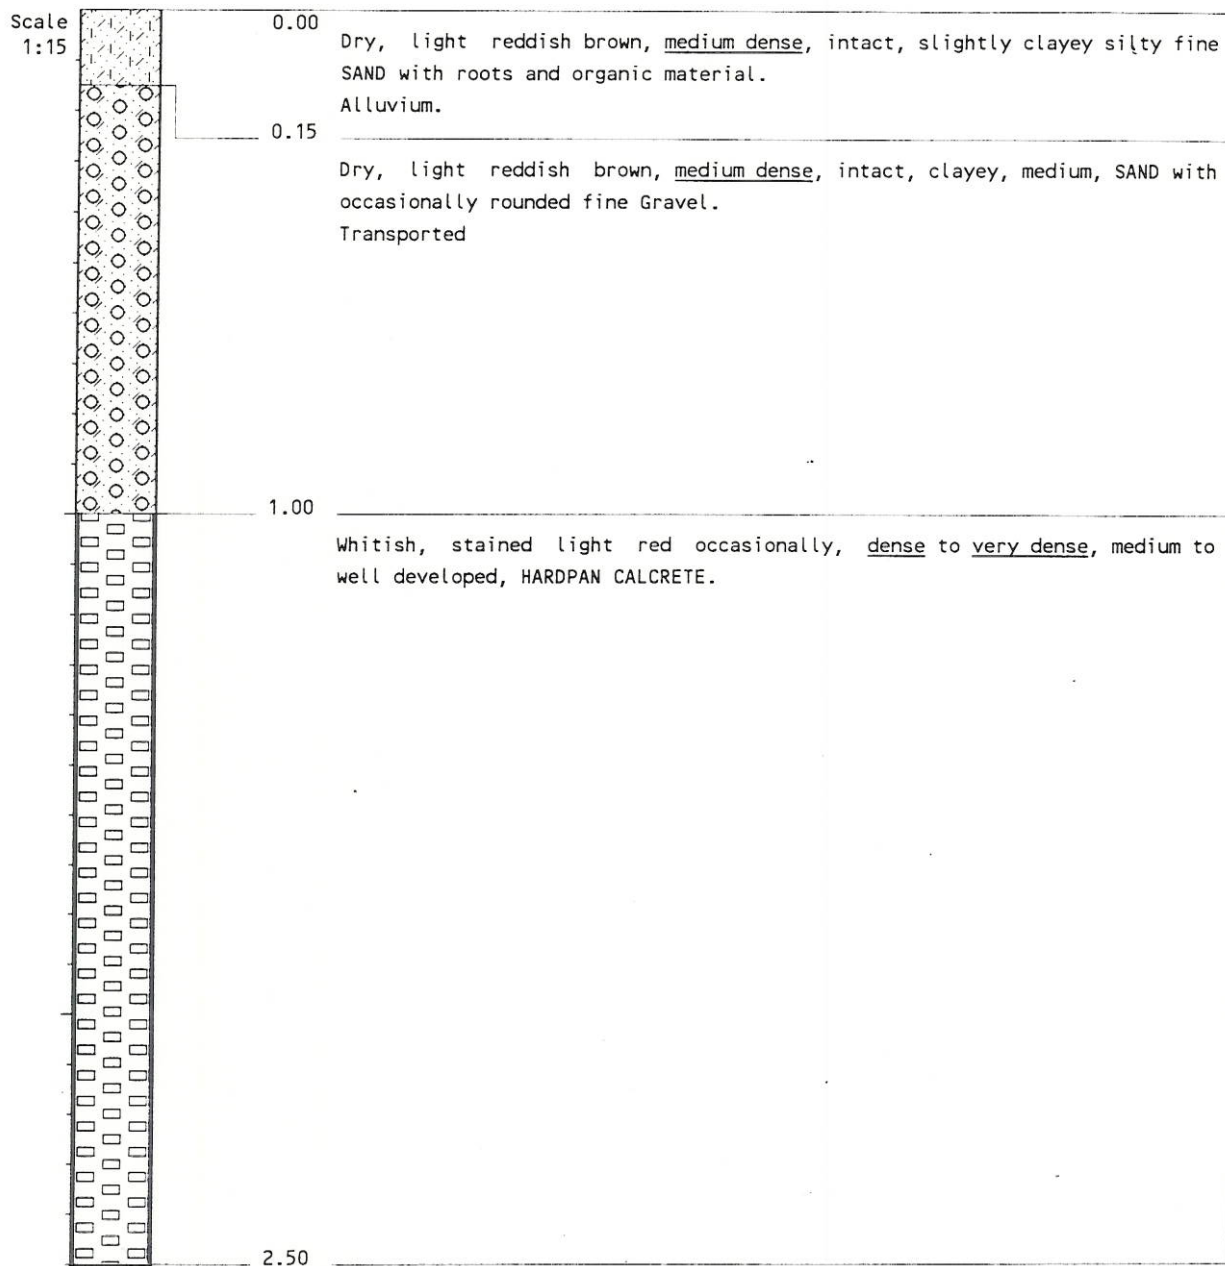 Scale
1:15
0.00
Dry, light reddish brown, medium dense, intact, slightly clayey silty fine
SAND with roots and organic material.
Alluvium.
0.15
Dry, light reddish brown, medium dense, intact, clayey, medium, SAND with
occasionally rounded fine Gravel.
Transported
1.00
Whitish, stained light red occasionally, dense to very dense, medium to
well developed, HARDPAN CALCRETE.
2.50